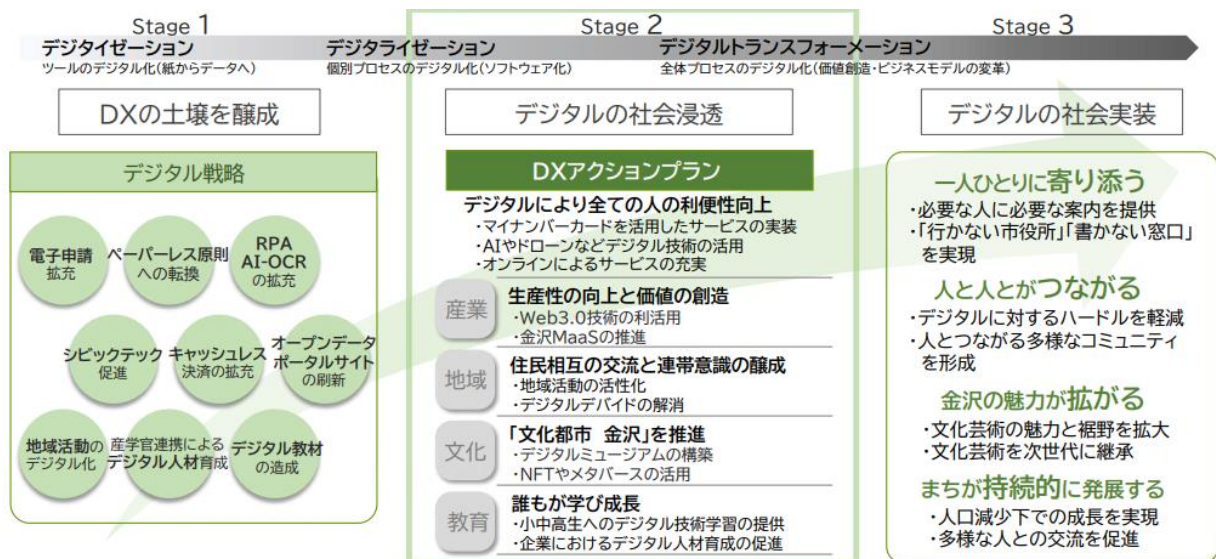 Stage 1
デジタイゼーション
ツールのデジタル化(紙からデータへ)
デジタライゼーション
個別プロセスのデジタル化(ソフトウェア化)
Stage 2
デジタルトランスフォーメーション
全体プロセスのデジタル化(価値創造・ビジネスモデルの変革)
Stage 3
DXの土壌を醸成
デジタル戦略
電子申請
拡充
ペーパーレス原則
への転換
RPA
AI-OCR
の拡充
シビックテック
促進
キャッシュレス
決済の拡充
オープンデータ
ポータルサイト
の刷新
地域活動の
デジタル化
産学官連携による
デジタル人材育成
デジタル教材
の造成
デジタルの社会浸透
DXアクションプラン
デジタルにより全ての人の利便性向上
・マイナンバーカードを活用したサービスの実装
・AIやドローンなどデジタル技術の活用
・オンラインによるサービスの充実
産業
生産性の向上と価値の創造
・Web3.0技術の利活用
・金沢MaaSの推進
地域
住民相互の交流と連帯意識の醸成
・地域活動の活性化
・デジタルデバイドの解消
文化
「文化都市 金沢」を推進
・デジタルミュージアムの構築
・NFTやメタバースの活用
教育
誰もが学び成長
・小中高生へのデジタル技術学習の提供
・企業におけるデジタル人材育成の促進
デジタルの社会実装
一人ひとりに寄り添う
・必要な人に必要な案内を提供
・「行かない市役所」「書かない窓口」
を実現
人と人とがつながる
・デジタルに対するハードルを軽減
・人とつながる多様なコミュニティ
を形成
金沢の魅力が拡がる
・文化芸術の魅力と裾野を拡大
・文化芸術を次世代に継承
まちが持続的に発展する
・人口減少下での成長を実現
・多様な人との交流を促進